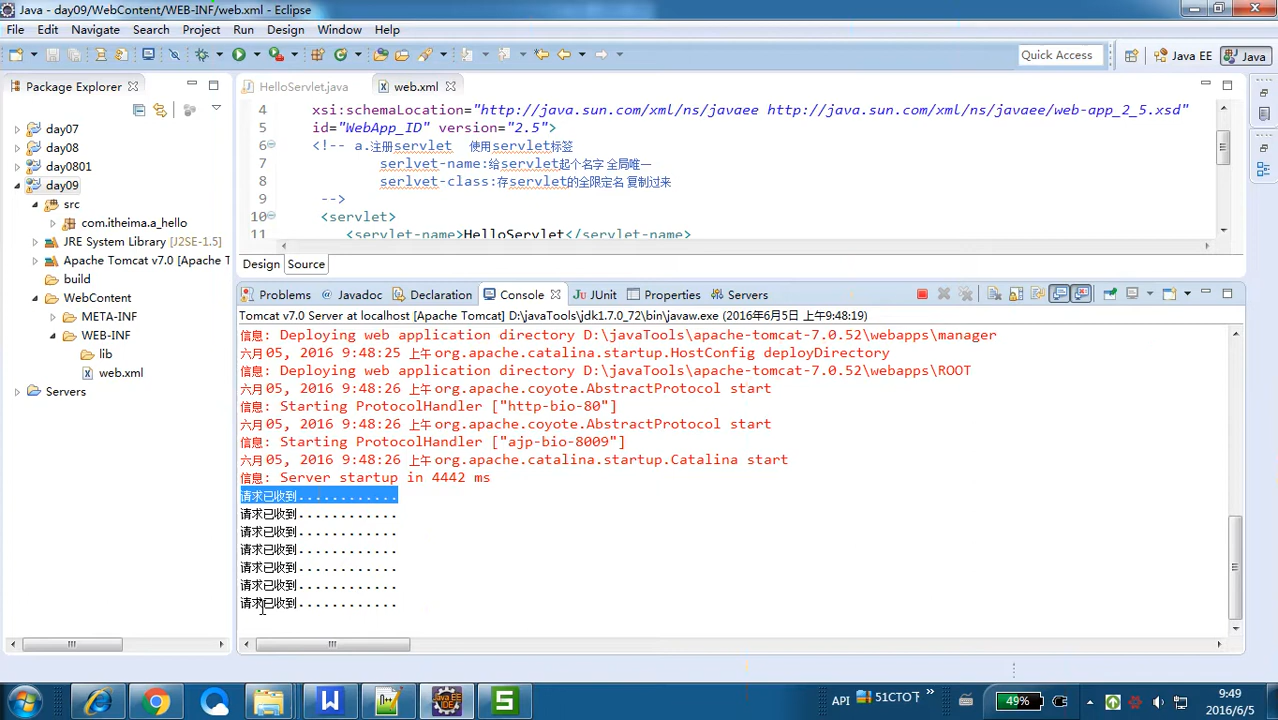 Java - day09/WebContent/WEB-INF/web.xml - Eclipse
File Edit Navigate Search Project Run Design Window Help
Quick Access Java EE Java
Package Explorer
day07
day08
day0801
day09
src
com.itheima.a_hello
JRE System Library [J2SE-1.5]
Apache Tomcat v7.0 [Apache T
build
WebContent
META-INF
WEB-INF
lib
web.xml
Servers
HelloServlet.java web.xml
4 xsi:schemaLocation="http://java.sun.com/xml/ns/javaee http://java.sun.com/xml/ns/javaee/web-app_2_5.xsd"
5 id="WebApp_ID" version="2.5">
6 <!-- a.注册servlet 使用servlet标签
7 serlvet-name:给servlet起个名字 全局唯一
8 serlvet-class:存servlet的全限定名 复制过来
9 -->
10 <servlet>
11 <servlet-name>HelloServlet</servlet-name>
Design Source
Problems Javadoc Declaration Console JUnit Properties Servers
Tomcat v7.0 Server at localhost [Apache Tomcat] D:\javaTools\jdk1.7.0_72\bin\javaw.exe (2016年6月5日 上午9:48:19)
信息: Deploying web application directory D:\javaTools\apache-tomcat-7.0.52\webapps\manager
六月 05, 2016 9:48:25 上午 org.apache.catalina.startup.HostConfig deployDirectory
信息: Deploying web application directory D:\javaTools\apache-tomcat-7.0.52\webapps\ROOT
六月 05, 2016 9:48:26 上午 org.apache.coyote.AbstractProtocol start
信息: Starting ProtocolHandler ["http-bio-80"]
六月 05, 2016 9:48:26 上午 org.apache.coyote.AbstractProtocol start
信息: Starting ProtocolHandler ["ajp-bio-8009"]
六月 05, 2016 9:48:26 上午 org.apache.catalina.startup.Catalina start
信息: Server startup in 4442 ms
请求已收到............
请求已收到............
请求已收到............
请求已收到............
请求已收到............
请求已收到............
请求已收到............
API 51CTO下 » 49% 9:49
2016/6/5